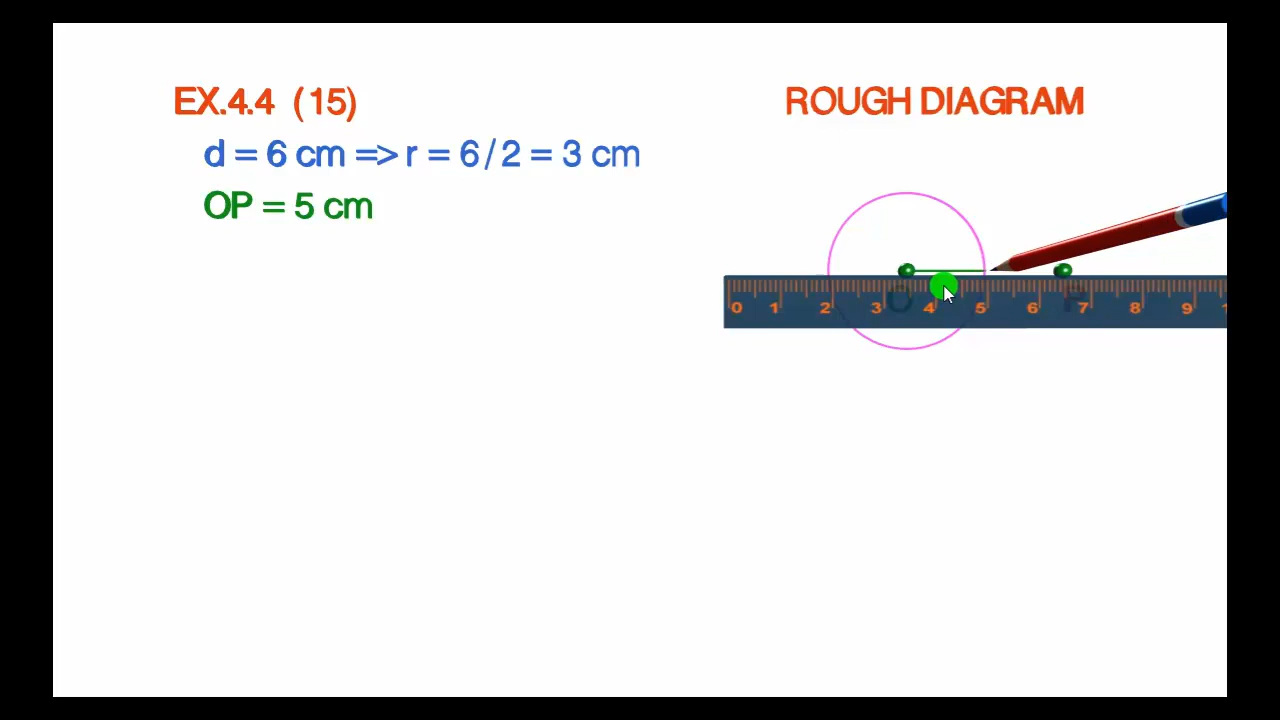 EX.4.4 (15)
ROUGH DIAGRAM
d = 6 cm => r = 6/2 = 3 cm
OP = 5 cm
O P
0 1 2 3 4 5 6 7 8 9